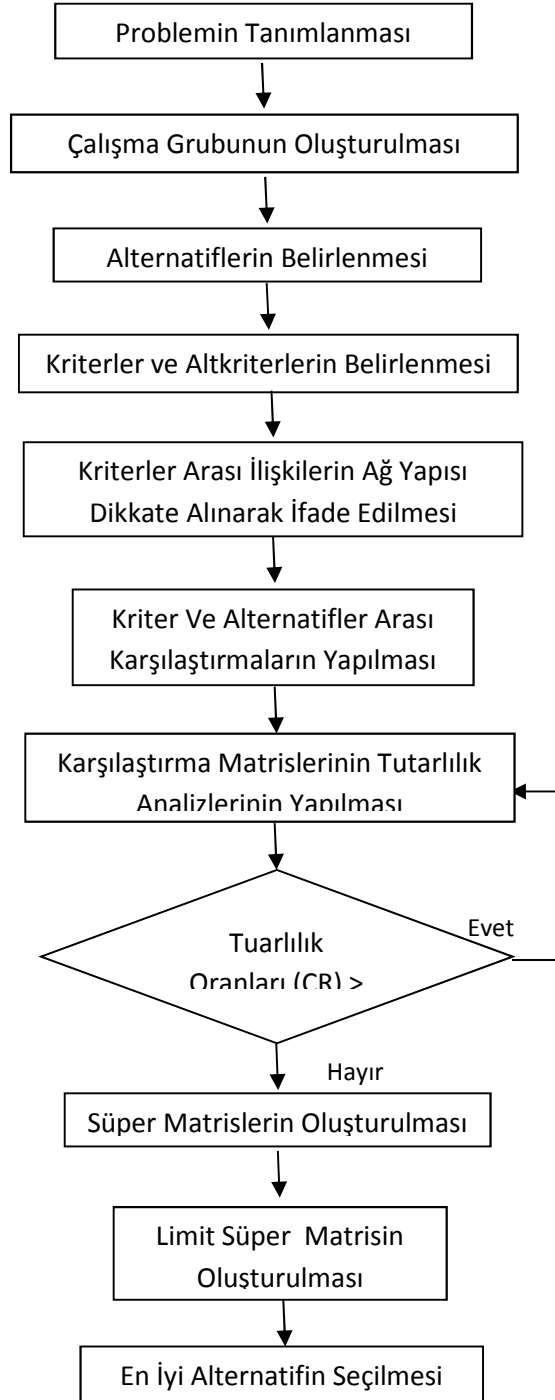 Problemin Tanımlanması
Çalışma Grubunun Oluşturulması
Alternatiflerin Belirlenmesi
Kriterler ve Altkriterlerin Belirlenmesi
Kriterler Arası İlişkilerin Ağ Yapısı
Dikkate Alınarak İfade Edilmesi
Kriter Ve Alternatifler Arası
Karşılaştırmaların Yapılması
Karşılaştırma Matrislerinin Tutarlılık
Analizlerinin Yapılması
Tuarlılık
Oranları (CR) >
Evet
Hayır
Süper Matrislerin Oluşturulması
Limit Süper Matrisin
Oluşturulması
En İyi Alternatifin Seçilmesi